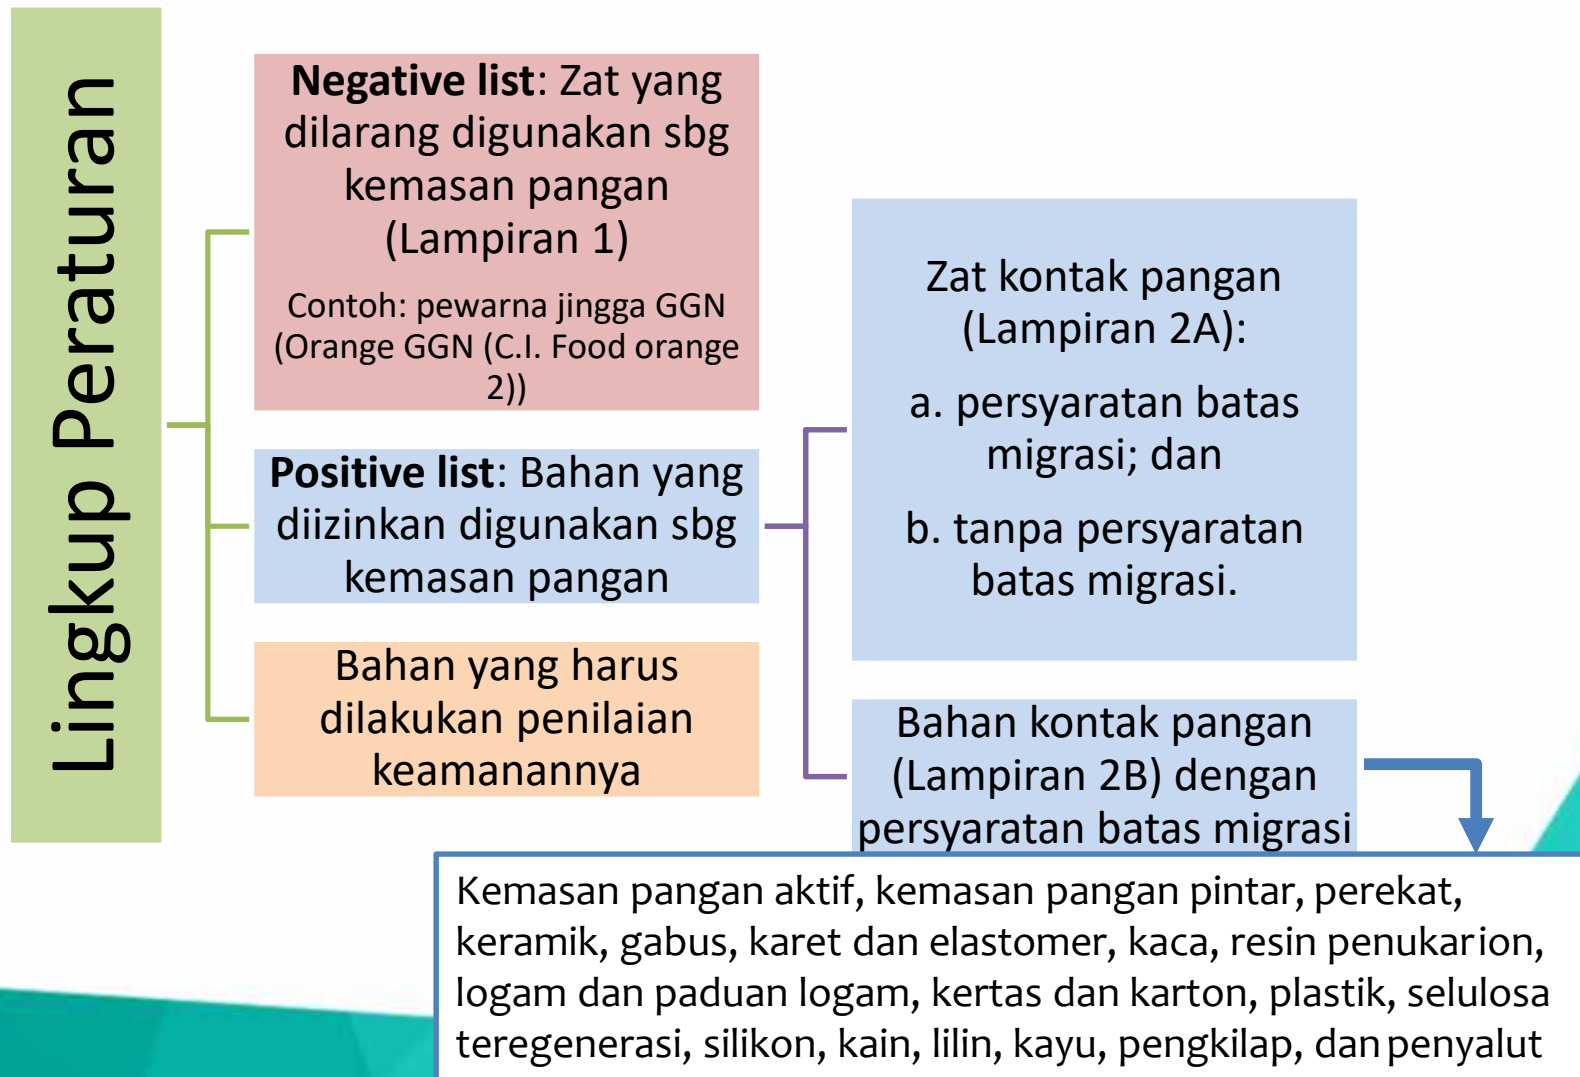 Lingkup Peraturan
Negative list: Zat yang
dilarang digunakan sbg
kemasan pangan
(Lampiran 1)
Contoh: pewarna jingga GGN
(Orange GGN (C.I. Food orange
2))
Positive list: Bahan yang
diizinkan digunakan sbg
kemasan pangan
Bahan yang harus
dilakukan penilaian
keamanannya
Zat kontak pangan
(Lampiran 2A):
a. persyaratan batas
migrasi; dan
b. tanpa persyaratan
batas migrasi.
Bahan kontak pangan
(Lampiran 2B) dengan
persyaratan batas migrasi
Kemasan pangan aktif, kemasan pangan pintar, perekat,
keramik, gabus, karet dan elastomer, kaca, resin penukarion,
logam dan paduan logam, kertas dan karton, plastik, selulosa
teregenerasi, silikon, kain, lilin, kayu, pengkilap, dan penyalut